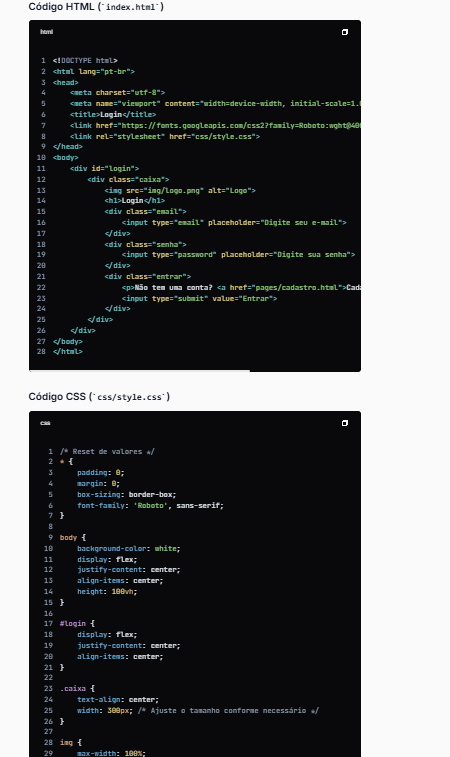 Código HTML (`index.html`)
html
1 <!DOCTYPE html>
2 <html lang="pt-br">
3 <head>
4     <meta charset="utf-8">
5     <meta name="viewport" content="width=device-width, initial-scale=1.0
6     <title>Login</title>
7     <link href="https://fonts.googleapis.com/css2?family=Roboto:wght@400
8     <link rel="stylesheet" href="css/style.css">
9 </head>
10 <body>
11     <div id="login">
12         <div class="caixa">
13             <img src="img/logo.png" alt="Logo">
14             <h1>Login</h1>
15             <div class="email">
16                 <input type="email" placeholder="Digite seu e-mail">
17             </div>
18             <div class="senha">
19                 <input type="password" placeholder="Digite sua senha">
20             </div>
21             <div class="entrar">
22                 <p>Não tem uma conta? <a href="pages/cadastro.html">Cada
23                 <input type="submit" value="Entrar">
24             </div>
25         </div>
26     </div>
27 </body>
28 </html>
Código CSS (`css/style.css`)
css
1 /* Reset de valores */
2 * {
3     padding: 0;
4     margin: 0;
5     box-sizing: border-box;
6     font-family: 'Roboto', sans-serif;
7 }
8
9 body {
10     background-color: white;
11     display: flex;
12     justify-content: center;
13     align-items: center;
14     height: 100vh;
15 }
16
17 #login {
18     display: flex;
19     justify-content: center;
20     align-items: center;
21 }
22
23 .caixa {
24     text-align: center;
25     width: 300px; /* Ajuste o tamanho conforme necessário */
26 }
27
28 img {
29     max-width: 100%;